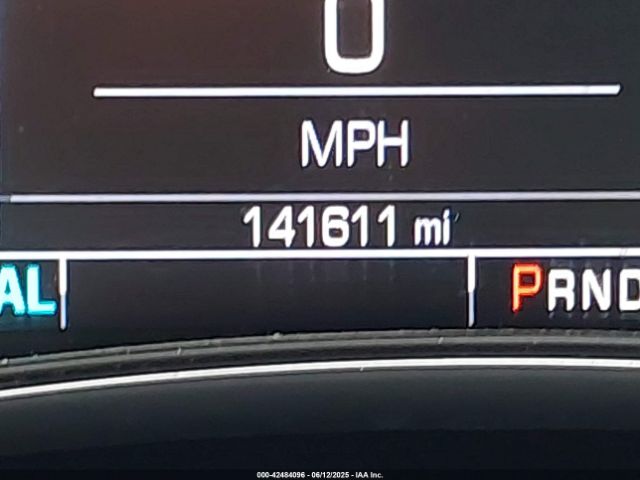 0
MPH
141611 mi
AL PRND
000-42484096 - 06/12/2025 - IAA Inc.